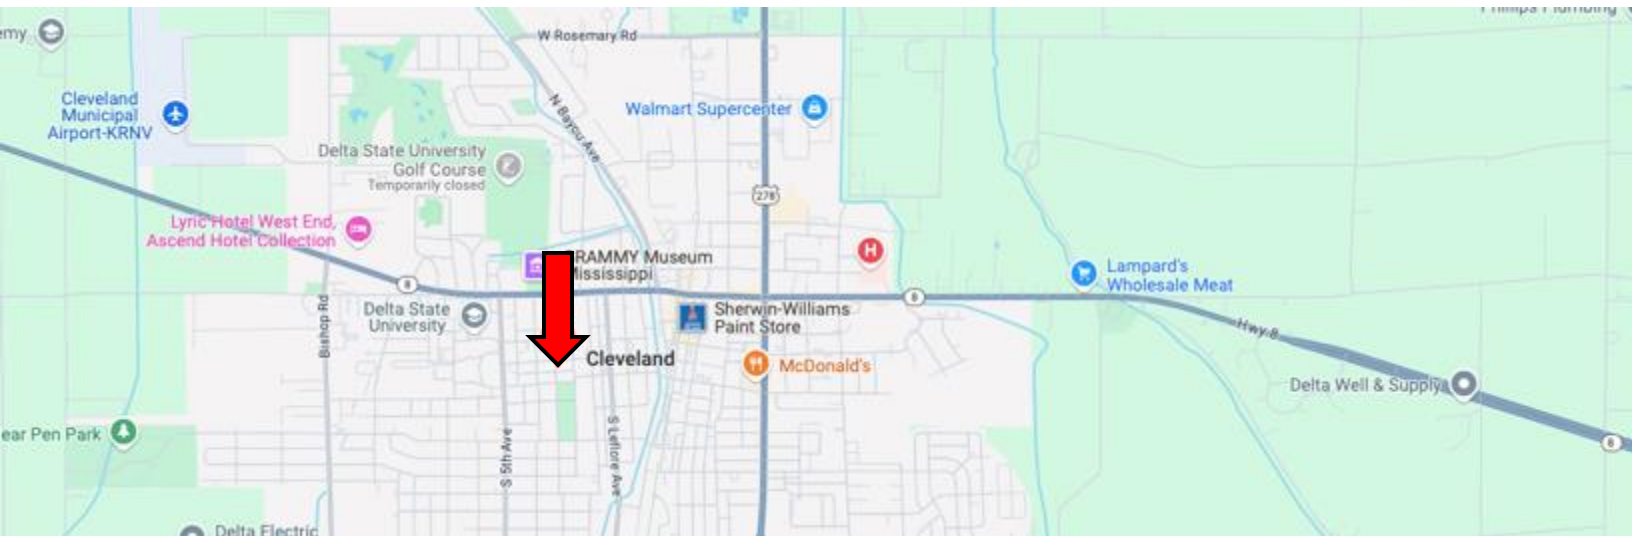 W Rosemary Rd
Cleveland
Municipal
Airport-KRNV
N Bayou Ave
Walmart Supercenter
Delta State University
Golf Course
Temporarily closed
278
Lyric Hotel West End,
Ascend Hotel Collection
RAMMY Museum
Mississippi
H
Lampard's
Wholesale Meat
8
8
Delta State
University
Sherwin-Williams
Paint Store
Bishop Rd
Hwy 8
Cleveland
McDonald's
Delta Well & Supply
ear Pen Park
S 5th Ave
S Leflore Ave
8
Delta Electric